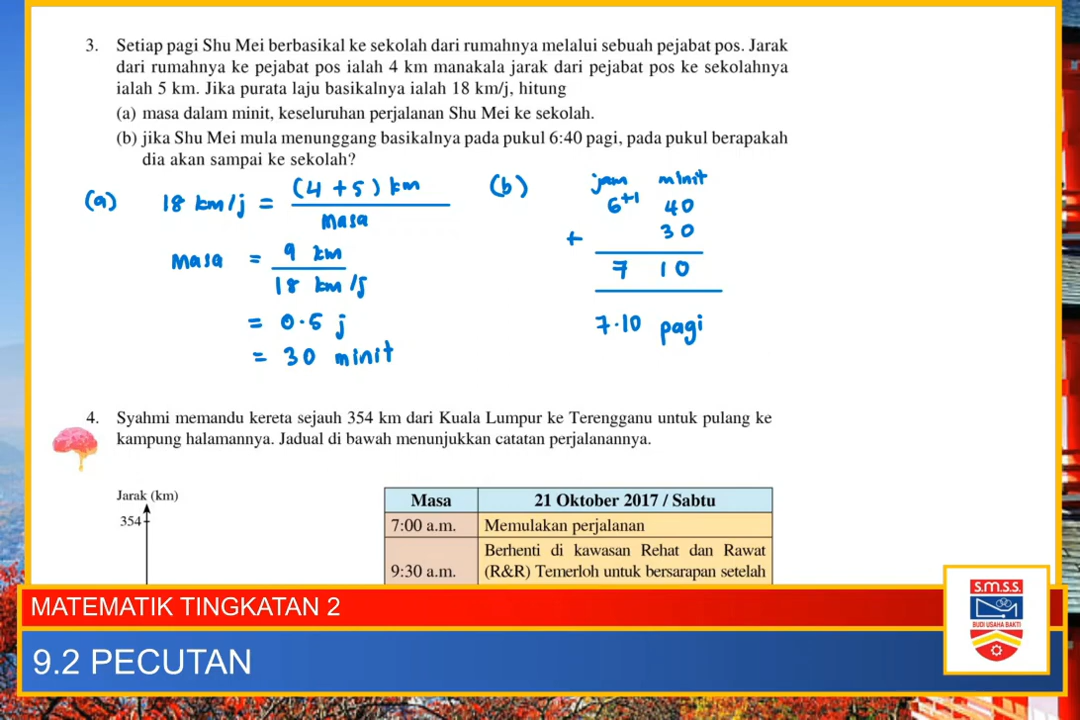 3. Setiap pagi Shu Mei berbasikal ke sekolah dari rumahnya melalui sebuah pejabat pos. Jarak
dari rumahnya ke pejabat pos ialah 4 km manakala jarak dari pejabat pos ke sekolahnya
ialah 5 km. Jika purata laju basikalnya ialah 18 km/j, hitung
(a) masa dalam minit, keseluruhan perjalanan Shu Mei ke sekolah.
(b) jika Shu Mei mula menunggang basikalnya pada pukul 6:40 pagi, pada pukul berapakah
dia akan sampai ke sekolah?
(a) 18 km/j = (4 + 5) km
masa
masa = 9 km
18 km/j
= 0.5 j
= 30 minit
(b) jam minit
6+1 40
+ 30
7 10
7.10 pagi
4. Syahmi memandu kereta sejauh 354 km dari Kuala Lumpur ke Terengganu untuk pulang ke
kampung halamannya. Jadual di bawah menunjukkan catatan perjalanannya.
Jarak (km)
354
Masa 21 Oktober 2017 / Sabtu
7:00 a.m. Memulakan perjalanan
Berhenti di kawasan Rehat dan Rawat
9:30 a.m. (R&R) Temerloh untuk bersarapan setelah
MATEMATIK TINGKATAN 2
9.2 PECUTAN
S.M.S.S.
BUDI USAHA BAKTI